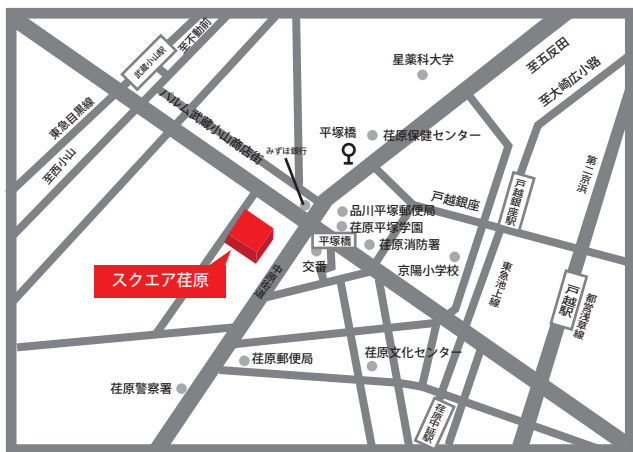 武蔵小山駅
至不動前
東急目黒線
至西小山
パルム武蔵小山商店街
みずほ銀行
星薬科大学
至五反田
至大崎広小路
平塚橋
荏原保健センター
第二京浜
戸越銀座
戸越銀座駅
品川平塚郵便局
荏原平塚学園
平塚橋
荏原消防署
交番
京陽小学校
スクエア荏原
中原街道
東急池上線
戸越駅
都営浅草線
荏原郵便局
荏原文化センター
荏原警察署
荏原中延駅